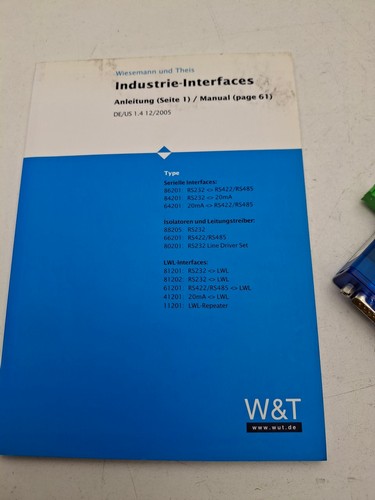 Wiesemann und Theis
Industrie-Interfaces
Anleitung (Seite 1) / Manual (page 61)
DE/US 1.4 12/2005
Type
Serielle Interfaces:
86201: RS232 <> RS422/RS485
84201: RS232 <> 20mA
64201: 20mA <> RS422/RS485
Isolatoren und Leitungstreiber:
88205: RS232
66201: RS422/RS485
80201: RS232 Line Driver Set
LWL-Interfaces:
81201: RS232 <> LWL
81202: RS232 <> LWL
61201: RS422/RS485 <> LWL
41201: 20mA <> LWL
11201: LWL-Repeater
W&T
www.wut.de